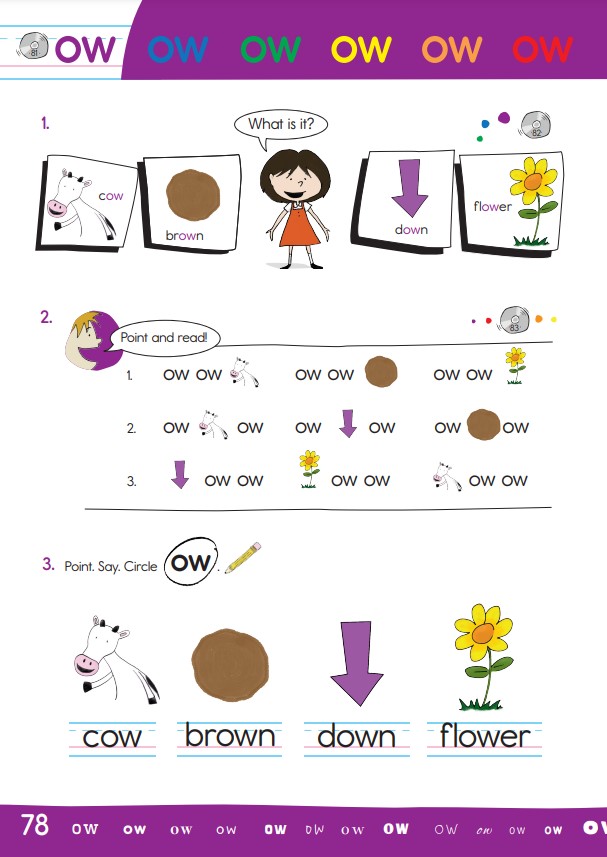 81 ow ow ow ow ow ow
1.
What is it?
82
cow
brown
down
flower
2.
Point and read!
83
1. ow ow ow ow ow ow
2. ow ow ow ow ow ow
3. ow ow ow ow ow ow
3. Point. Say. Circle ow.
cow brown down flower
78 ow ow ow ow ow ow ow ow ow ow ow ow ow